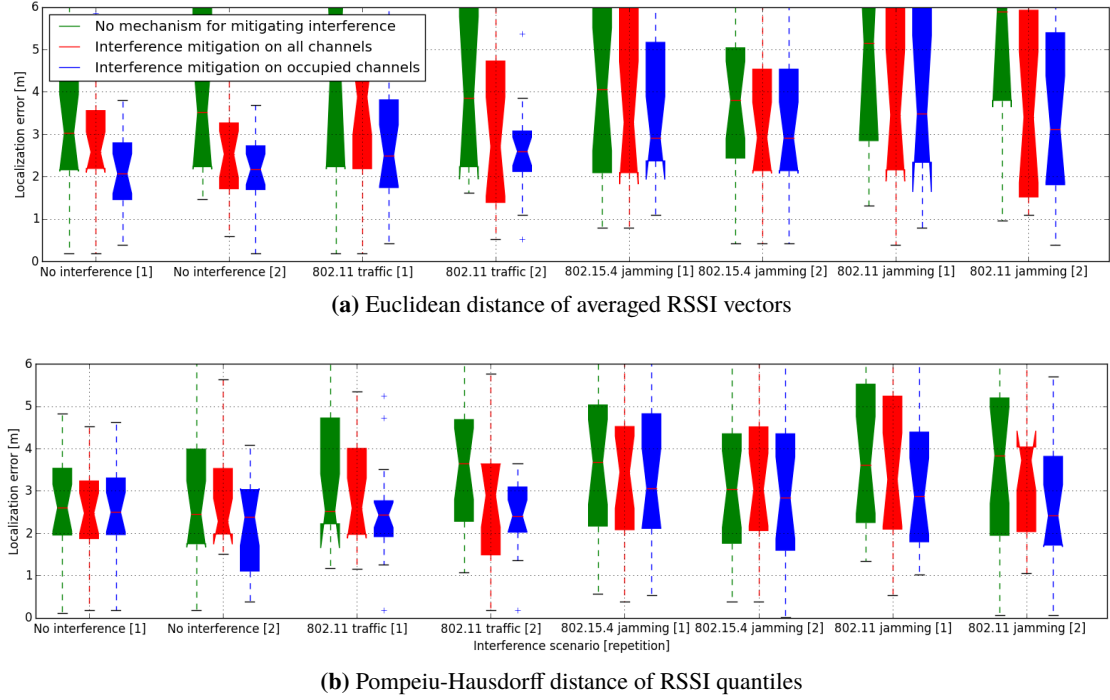 6
5
4
3
2
1
0
Localization error [m]
No mechanism for mitigating interference
Interference mitigation on all channels
Interference mitigation on occupied channels
No interference [1] No interference [2] 802.11 traffic [1] 802.11 traffic [2] 802.15.4 jamming [1] 802.15.4 jamming [2] 802.11 jamming [1] 802.11 jamming [2]
(a) Euclidean distance of averaged RSSI vectors
6
5
4
3
2
1
0
Localization error [m]
No interference [1] No interference [2] 802.11 traffic [1] 802.11 traffic [2] 802.15.4 jamming [1] 802.15.4 jamming [2] 802.11 jamming [1] 802.11 jamming [2]
Interference scenario [repetition]
(b) Pompeiu-Hausdorff distance of RSSI quantiles